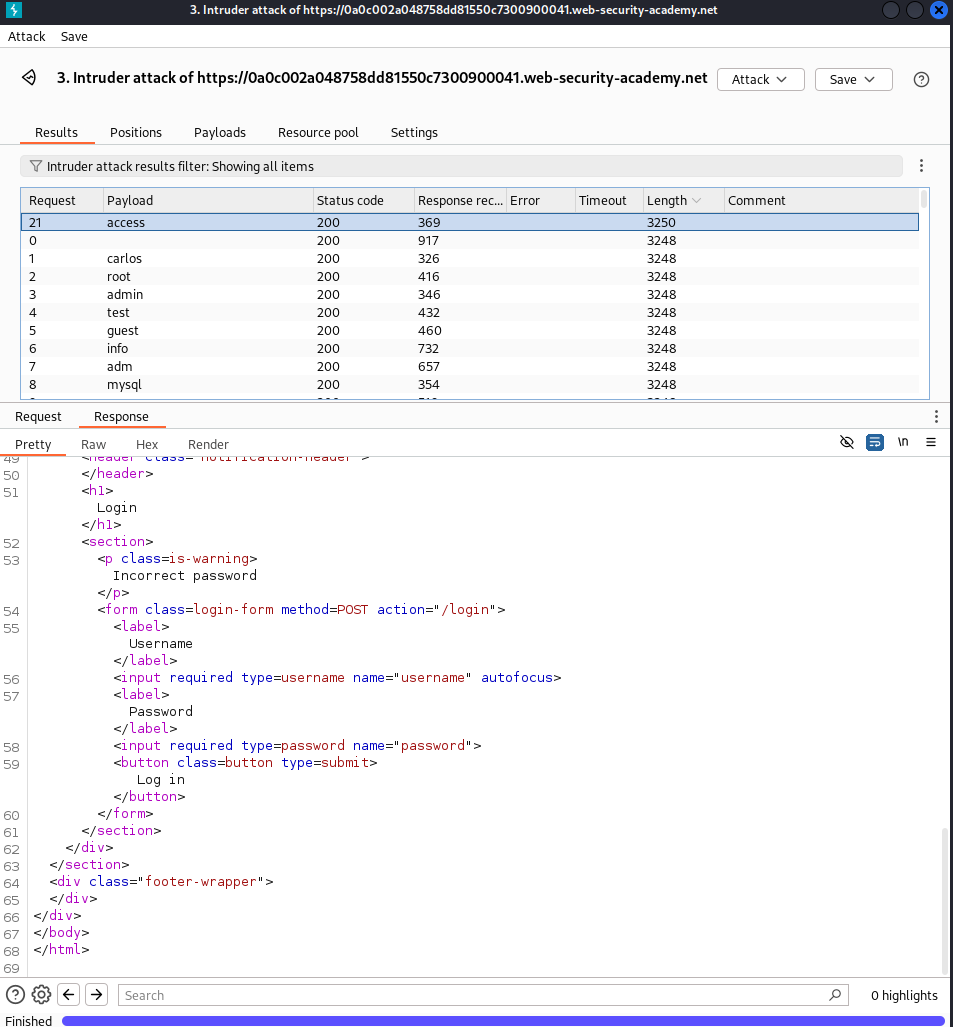 3. Intruder attack of https://0a0c002a048758dd81550c7300900041.web-security-academy.net
Attack Save
3. Intruder attack of https://0a0c002a048758dd81550c7300900041.web-security-academy.net Attack Save
Results Positions Payloads Resource pool Settings
Intruder attack results filter: Showing all items
Request Payload Status code Response rec... Error Timeout Length Comment
21 access 200 369 3250
0 200 917 3248
1 carlos 200 326 3248
2 root 200 416 3248
3 admin 200 346 3248
4 test 200 432 3248
5 guest 200 460 3248
6 info 200 732 3248
7 adm 200 657 3248
8 mysql 200 354 3248
Request Response
Pretty Raw Hex Render \n
49 <header class="notification-header">
50 </header>
51 <h1>
Login
</h1>
52 <section>
53 <p class=is-warning>
Incorrect password
</p>
54 <form class=login-form method=POST action="/login">
55 <label>
Username
</label>
56 <input required type=username name="username" autofocus>
57 <label>
Password
</label>
58 <input required type=password name="password">
59 <button class=button type=submit>
Log in
</button>
60 </form>
61 </section>
62 </div>
63 </section>
64 <div class="footer-wrapper">
65 </div>
66 </div>
67 </body>
68 </html>
69
Search 0 highlights
Finished